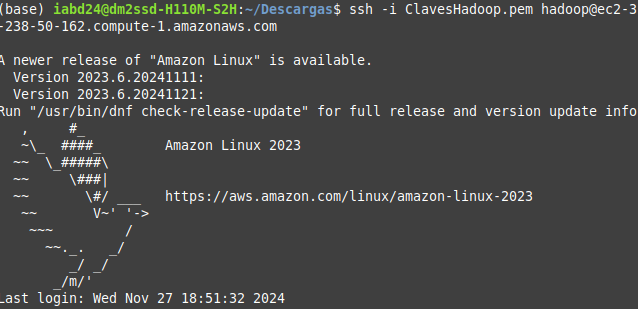 (base) iabd24@dm2ssd-H110M-S2H:~/Descargas$ ssh -i ClavesHadoop.pem hadoop@ec2-3
-238-50-162.compute-1.amazonaws.com

A newer release of "Amazon Linux" is available.
  Version 2023.6.20241111:
  Version 2023.6.20241121:
Run "/usr/bin/dnf check-release-update" for full release and version update info
   ,     #_
   ~\_  ####_        Amazon Linux 2023
  ~~  \_#####\
  ~~     \###|
  ~~       \#/ ___   https://aws.amazon.com/linux/amazon-linux-2023
   ~~       V~' '->
    ~~~         /
      ~~._.   _/
         _/ _/
       _/m/'
Last login: Wed Nov 27 18:51:32 2024